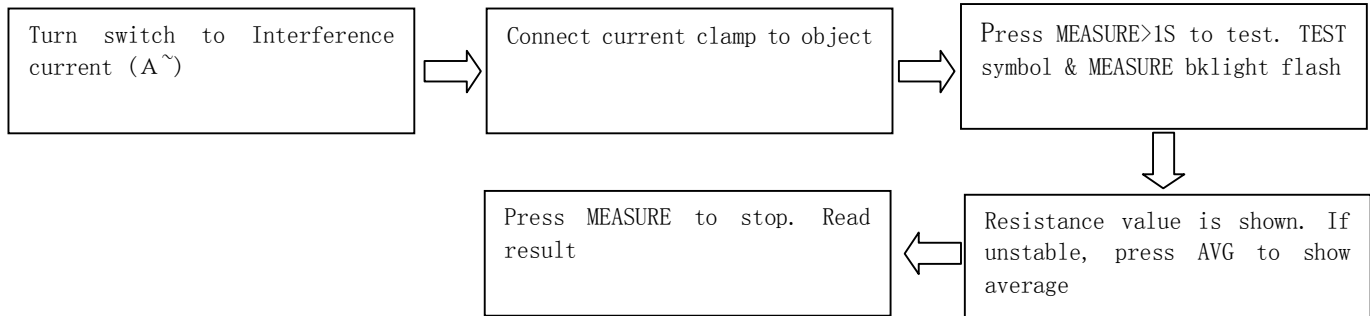 Turn switch to Interference
current (A~)
Connect current clamp to object
Press MEASURE>1S to test. TEST
symbol & MEASURE bklight flash
Resistance value is shown. If
unstable, press AVG to show
average
Press MEASURE to stop. Read
result